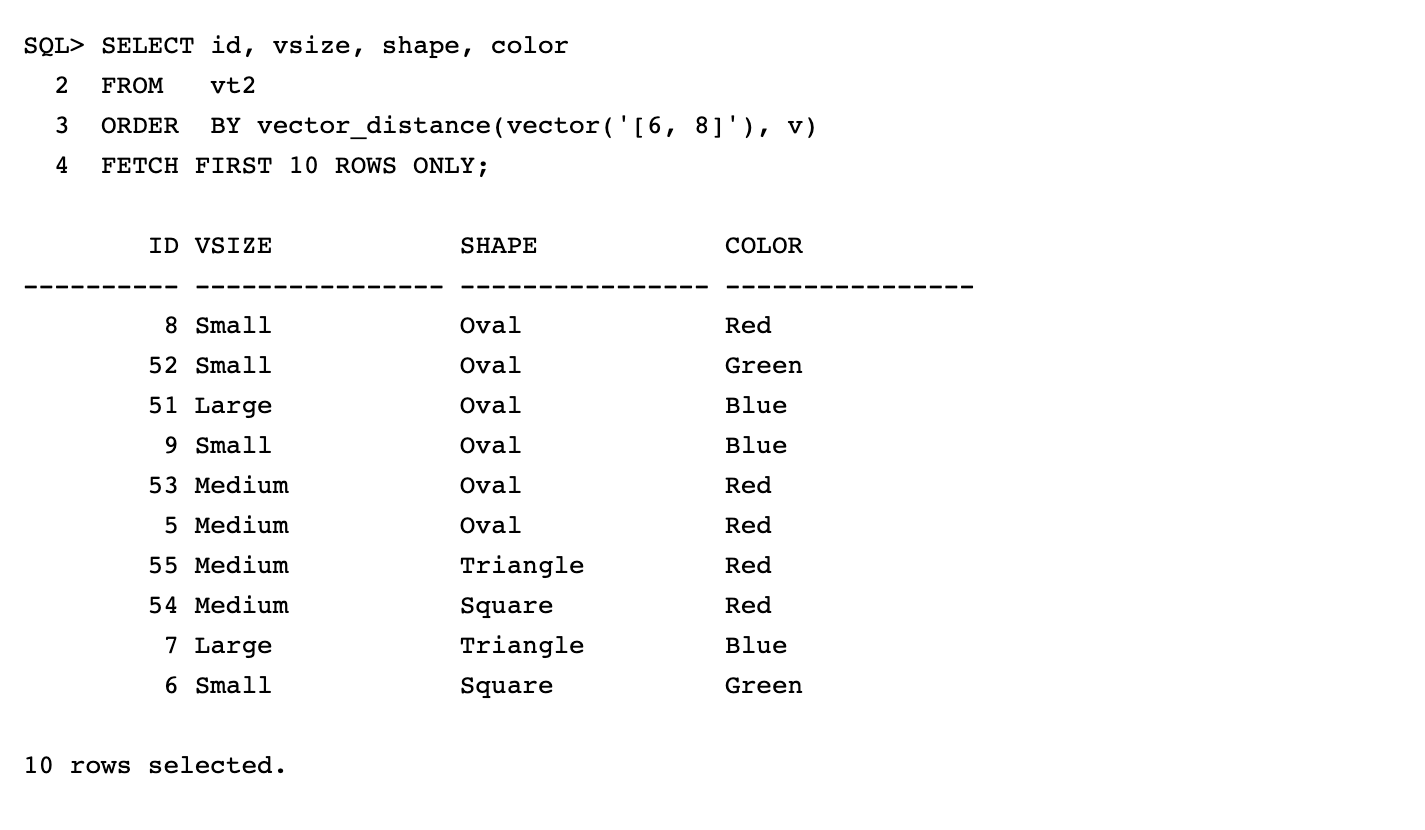 SQL> SELECT id, vsize, shape, color
  2  FROM   vt2
  3  ORDER  BY vector_distance(vector('[6, 8]'), v)
  4  FETCH FIRST 10 ROWS ONLY;

        ID VSIZE            SHAPE            COLOR
---------- ---------------- ---------------- ----------------
         8 Small            Oval             Red
        52 Small            Oval             Green
        51 Large            Oval             Blue
         9 Small            Oval             Blue
        53 Medium           Oval             Red
         5 Medium           Oval             Red
        55 Medium           Triangle         Red
        54 Medium           Square           Red
         7 Large            Triangle         Blue
         6 Small            Square           Green

10 rows selected.